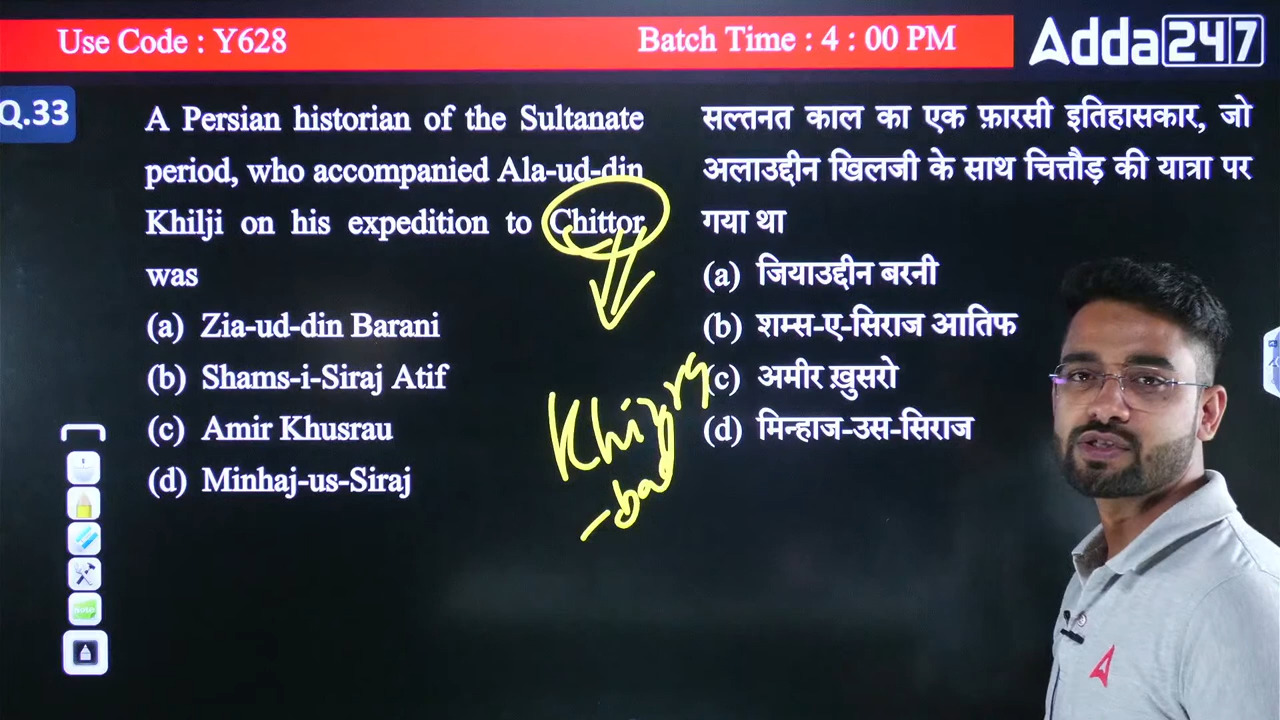 Use Code : Y628
Batch Time : 4 : 00 PM
Adda 247
Q.33
A Persian historian of the Sultanate
period, who accompanied Ala-ud-din
Khilji on his expedition to Chittor
was
(a) Zia-ud-din Barani
(b) Shams-i-Siraj Atif
(c) Amir Khusrau
(d) Minhaj-us-Siraj
सल्तनत काल का एक फ़ारसी इतिहासकार, जो
अलाउद्दीन खिलजी के साथ चित्तौड़ की यात्रा पर
गया था
(a) जियाउद्दीन बरनी
(b) शम्स-ए-सिराज आतिफ
(c) अमीर ख़ुसरो
(d) मिन्हाज-उस-सिराज
-bad